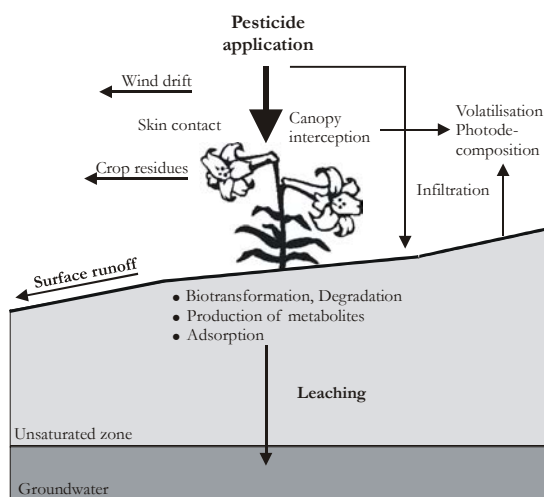 Pesticide
application
Wind drift
Skin contact
Canopy
interception
Volatilisation
Photode-
composition
Crop residues
Infiltration
Surface runoff
• Biotransformation, Degradation
• Production of metabolites
• Adsorption
Leaching
Unsaturated zone
Groundwater